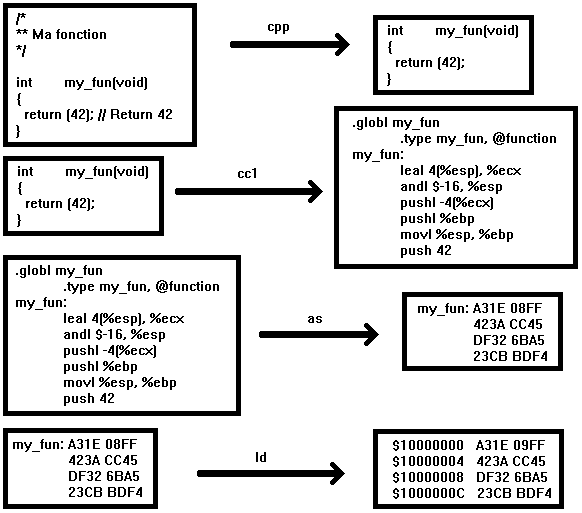 /*
** Ma fonction
*/
int my_fun(void)
{
return (42); // Return 42
}
cpp
int my_fun(void)
{
return (42);
}
int my_fun(void)
{
return (42);
}
cc1
.globl my_fun
.type my_fun, @function
my_fun:
leal 4(%esp), %ecx
andl $-16, %esp
pushl -4(%ecx)
pushl %ebp
movl %esp, %ebp
push 42
.globl my_fun
.type my_fun, @function
my_fun:
leal 4(%esp), %ecx
andl $-16, %esp
pushl -4(%ecx)
pushl %ebp
movl %esp, %ebp
push 42
as
my_fun: A31E 08FF
423A CC45
DF32 6BA5
23CB BDF4
my_fun: A31E 08FF
423A CC45
DF32 6BA5
23CB BDF4
ld
$10000000 A31E 09FF
$10000004 423A CC45
$10000008 DF32 6BA5
$1000000C 23CB BDF4